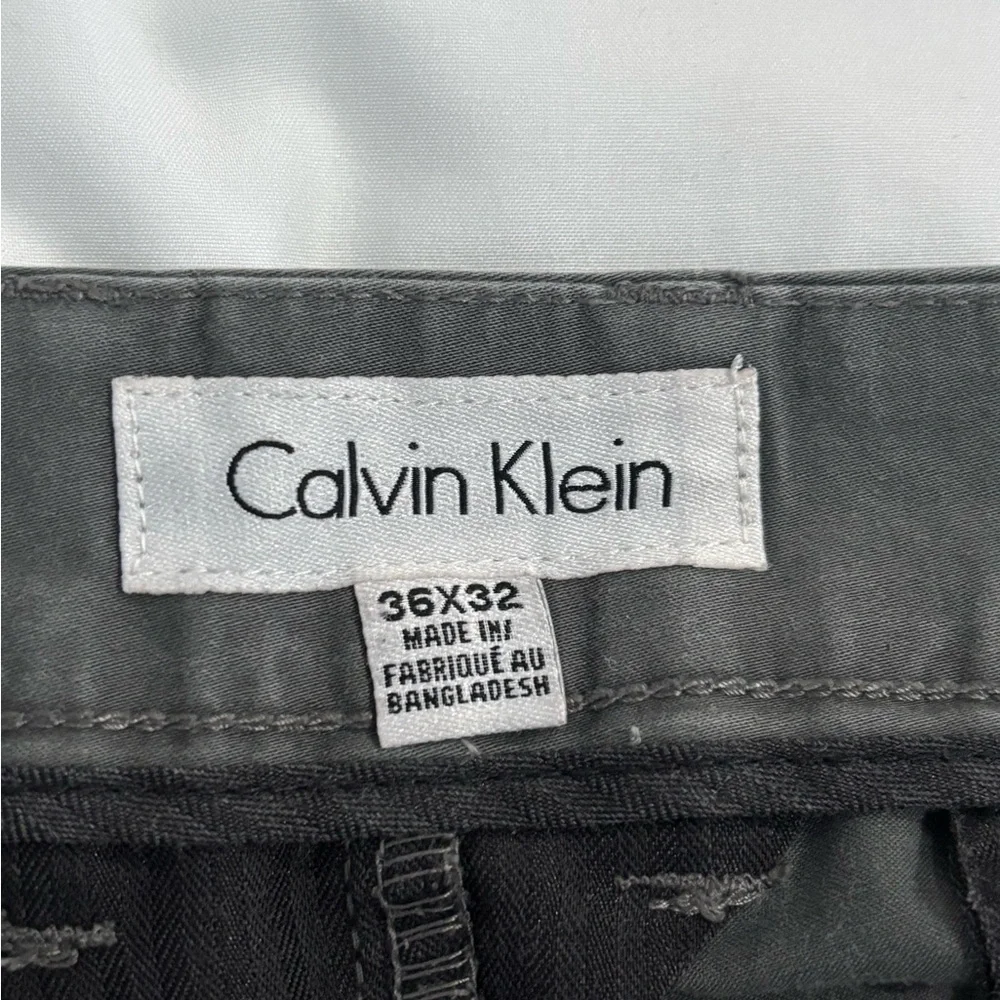 Calvin Klein
36X32
MADE IN/
FABRIQUÉ AU
BANGLADESH